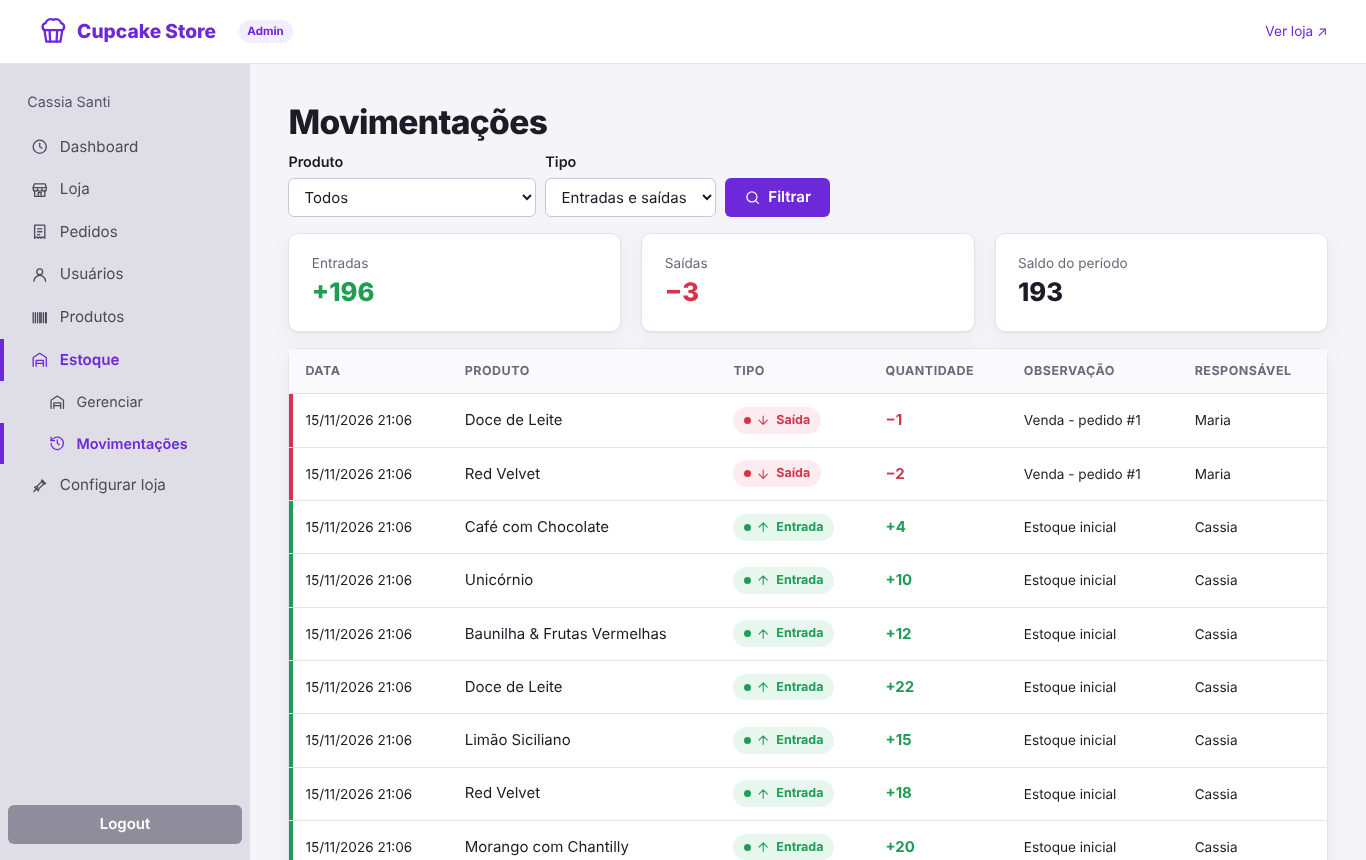 Cupcake Store Admin Ver loja ↗
Cassia Santi
Dashboard
Loja
Pedidos
Usuários
Produtos
Estoque
Gerenciar
Movimentações
Configurar loja
Logout
Movimentações
Produto Tipo
Todos Entradas e saídas Filtrar
Entradas Saídas Saldo do período
+196 −3 193
DATA PRODUTO TIPO QUANTIDADE OBSERVAÇÃO RESPONSÁVEL
15/11/2026 21:06 Doce de Leite ↓ Saída −1 Venda - pedido #1 Maria
15/11/2026 21:06 Red Velvet ↓ Saída −2 Venda - pedido #1 Maria
15/11/2026 21:06 Café com Chocolate ↑ Entrada +4 Estoque inicial Cassia
15/11/2026 21:06 Unicórnio ↑ Entrada +10 Estoque inicial Cassia
15/11/2026 21:06 Baunilha & Frutas Vermelhas ↑ Entrada +12 Estoque inicial Cassia
15/11/2026 21:06 Doce de Leite ↑ Entrada +22 Estoque inicial Cassia
15/11/2026 21:06 Limão Siciliano ↑ Entrada +15 Estoque inicial Cassia
15/11/2026 21:06 Red Velvet ↑ Entrada +18 Estoque inicial Cassia
15/11/2026 21:06 Morango com Chantilly ↑ Entrada +20 Estoque inicial Cassia